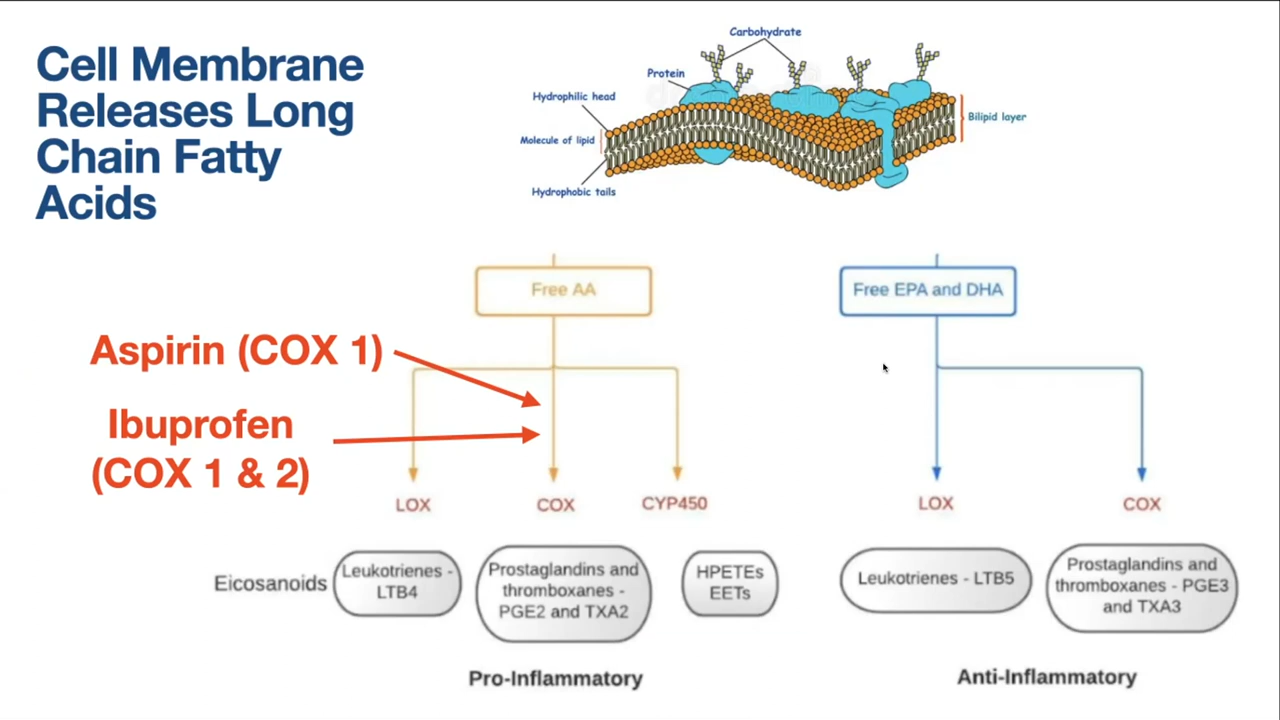 Cell Membrane
Releases Long
Chain Fatty
Acids
Carbohydrate
Protein
Hydrophilic head
Molecule of lipid
Hydrophobic tails
Bilipid layer
Free AA
Free EPA and DHA
Aspirin (COX 1)
Ibuprofen
(COX 1 & 2)
LOX
COX
CYP450
LOX
COX
Eicosanoids
Leukotrienes -
LTB4
Prostaglandins and
thromboxanes -
PGE2 and TXA2
HPETEs
EETs
Leukotrienes - LTB5
Prostaglandins and
thromboxanes - PGE3
and TXA3
Pro-Inflammatory
Anti-Inflammatory